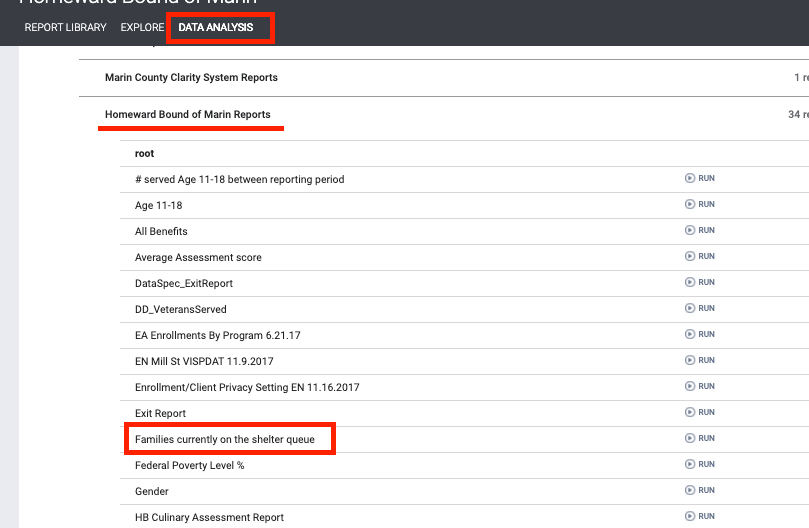 Homeward Bound of Marin
REPORT LIBRARY EXPLORE DATA ANALYSIS
Marin County Clarity System Reports 1 re
Homeward Bound of Marin Reports 34 re
root
# served Age 11-18 between reporting period RUN
Age 11-18 RUN
All Benefits RUN
Average Assessment score RUN
DataSpec_ExitReport RUN
DD_VeteransServed RUN
EA Enrollments By Program 6.21.17 RUN
EN Mill St VISPDAT 11.9.2017 RUN
Enrollment/Client Privacy Setting EN 11.16.2017 RUN
Exit Report RUN
Families currently on the shelter queue RUN
Federal Poverty Level % RUN
Gender RUN
HB Culinary Assessment Report RUN